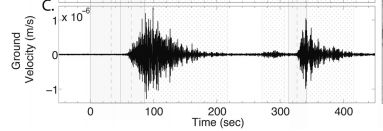 C.
x 10⁻⁶
1
0
−1
Ground
Velocity (m/s)
0 100 200 300 400
Time (sec)